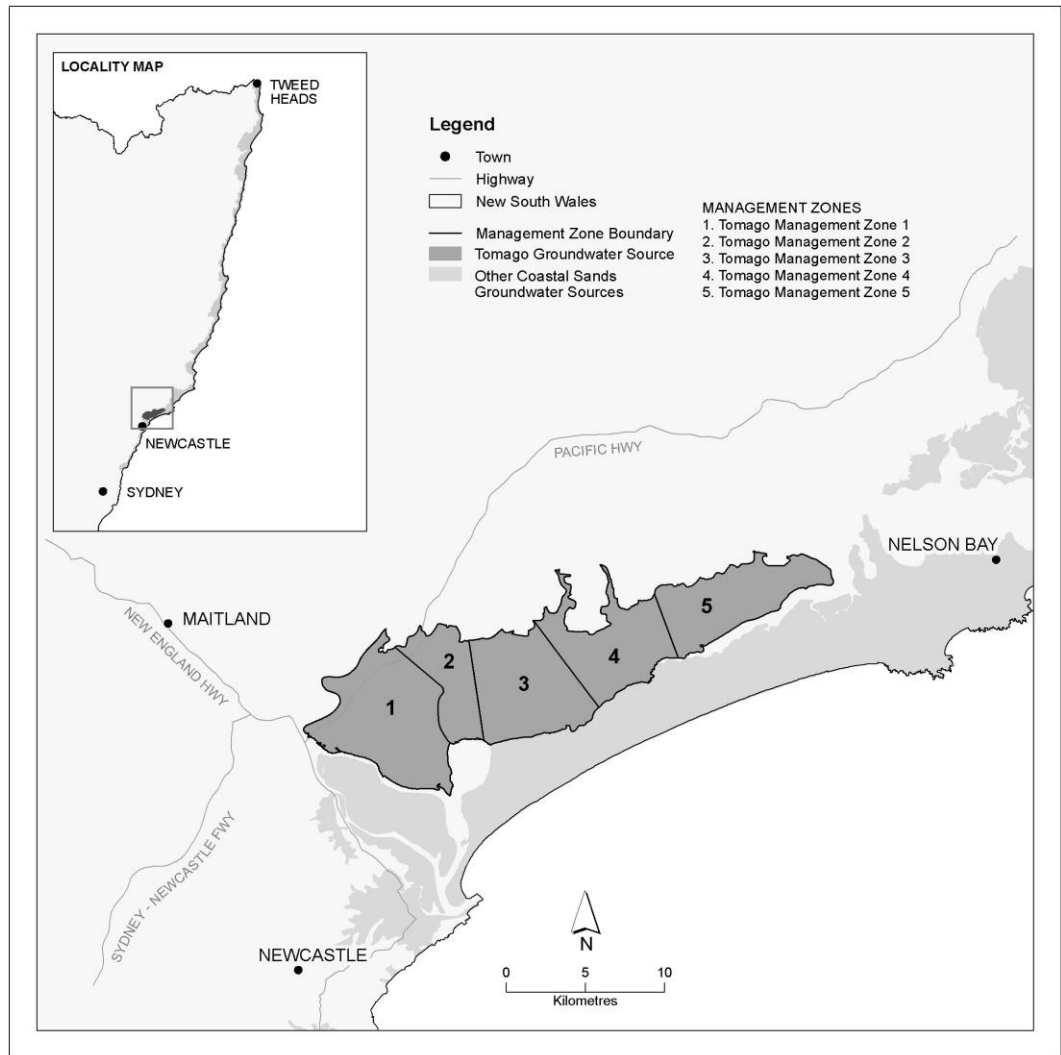 LOCALITY MAP
TWEED
HEADS
NEWCASTLE
SYDNEY
Legend
Town
Highway
New South Wales
Management Zone Boundary
Tomago Groundwater Source
Other Coastal Sands
Groundwater Sources
MANAGEMENT ZONES
1. Tomago Management Zone 1
2. Tomago Management Zone 2
3. Tomago Management Zone 3
4. Tomago Management Zone 4
5. Tomago Management Zone 5
PACIFIC HWY
NELSON BAY
MAITLAND
NEW ENGLAND HWY
5
2
4
3
1
SYDNEY - NEWCASTLE FWY
NEWCASTLE
N
0 5 10
Kilometres